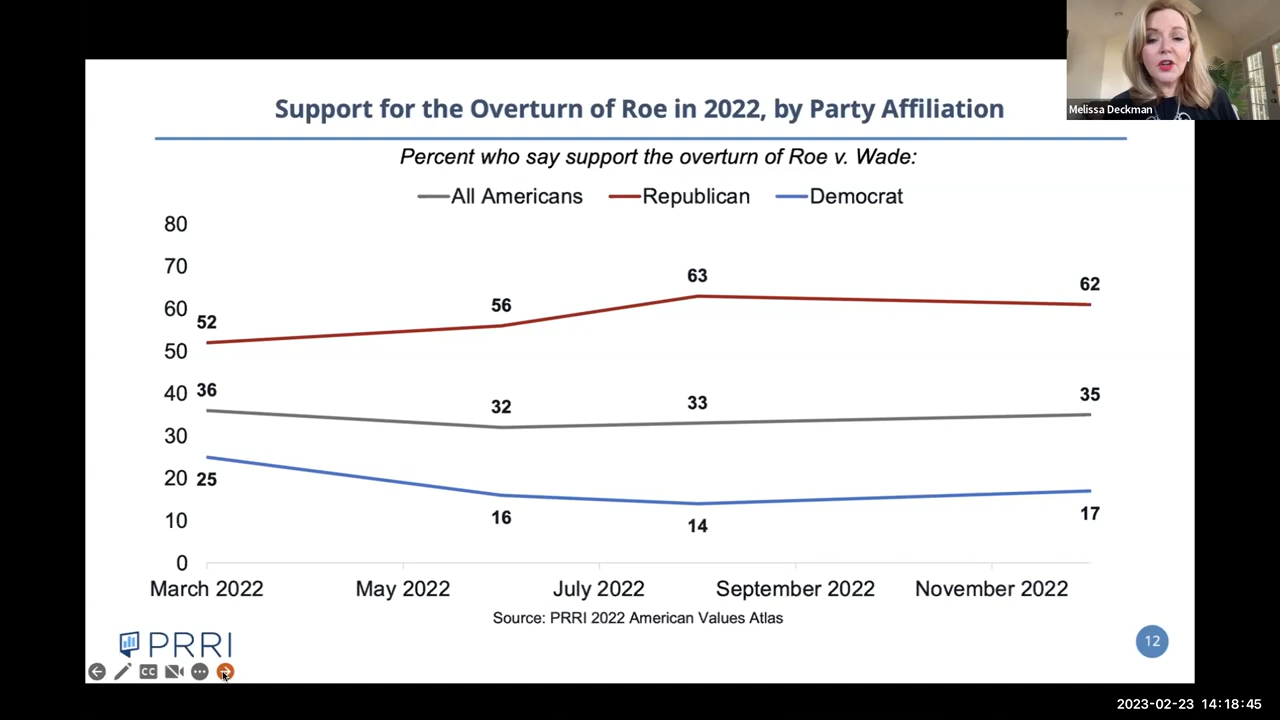 Melissa Deckman
Support for the Overturn of Roe in 2022, by Party Affiliation
Percent who say support the overturn of Roe v. Wade:
All Americans Republican Democrat
80
70
60
50
40
30
20
10
0
52 56 63 62
36 32 33 35
25 16 14 17
March 2022 May 2022 July 2022 September 2022 November 2022
Source: PRRI 2022 American Values Atlas
PRRI
12
CC
2023-02-23 14:18:45